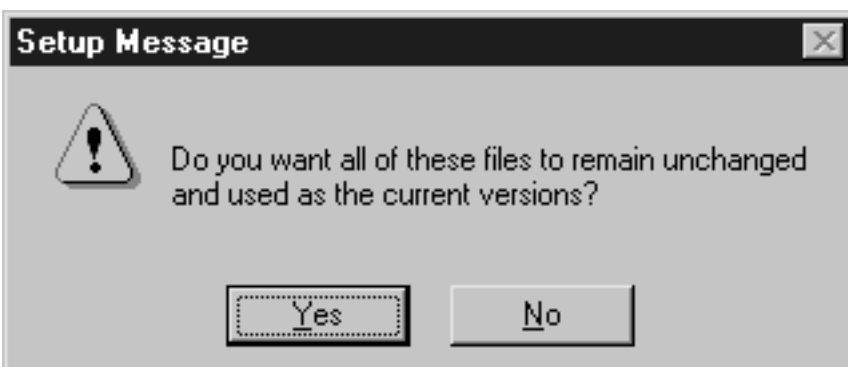 Setup Message
Do you want all of these files to remain unchanged
and used as the current versions?
Yes
No